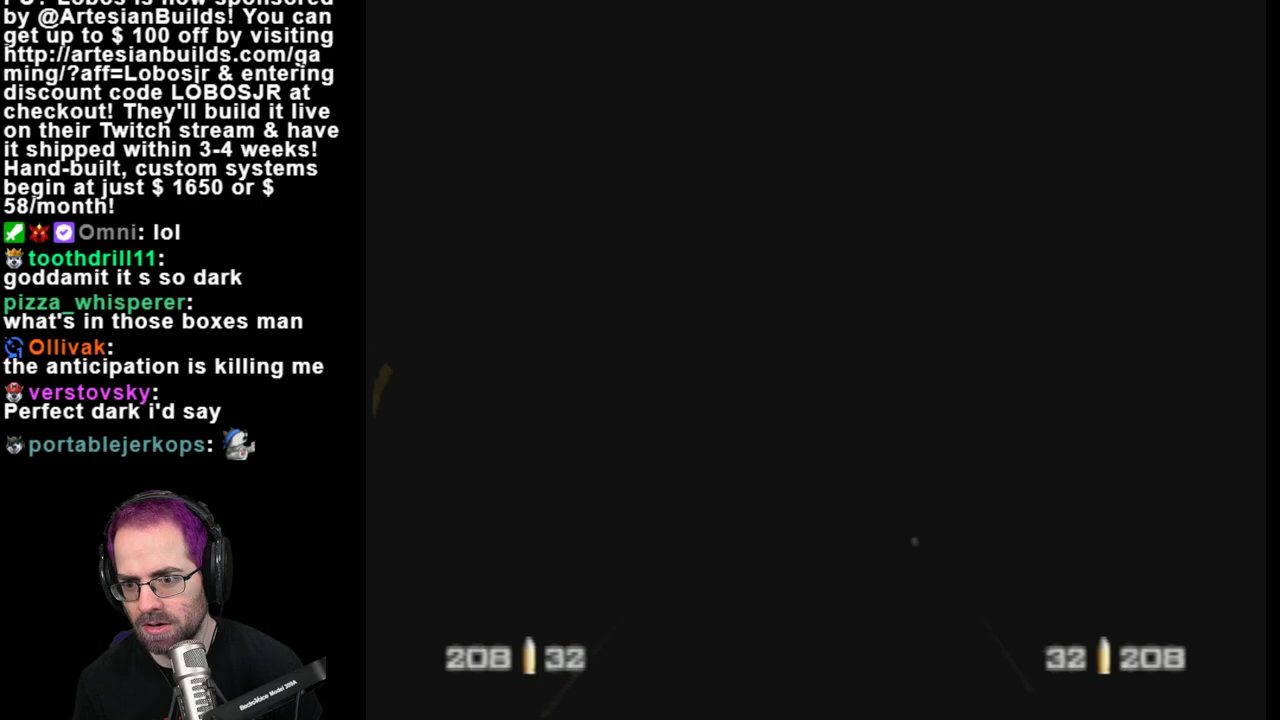 by @ArtesianBuilds! You can
get up to $ 100 off by visiting
http://artesianbuilds.com/ga
ming/?aff=Lobosjr & entering
discount code LOBOSJR at
checkout! They'll build it live
on their Twitch stream & have
it shipped within 3-4 weeks!
Hand-built, custom systems
begin at just $ 1650 or $
58/month!
Omni: lol
toothdrill11:
goddamit it s so dark
pizza_whisperer:
what's in those boxes man
Ollivak:
the anticipation is killing me
verstovsky:
Perfect dark i'd say
portablejerkops:
208 32
32 208